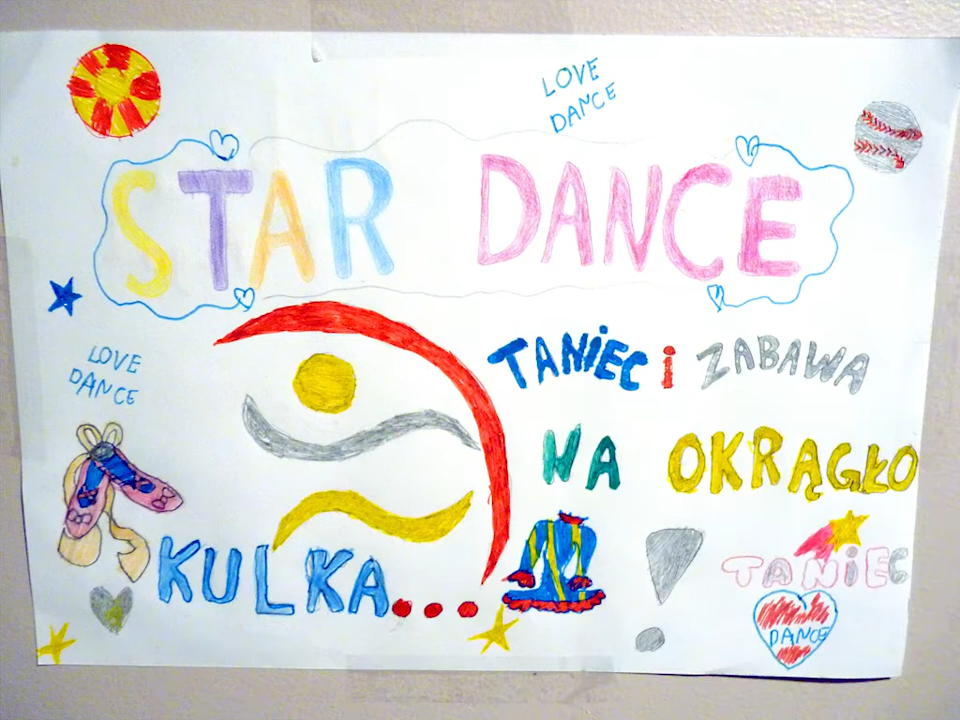 LOVE
DANCE
STAR DANCE
LOVE
DANCE
TANiEC i ZABAWA
NA OKRĄGŁO
KULKA...
!
TANiEC
DANCE